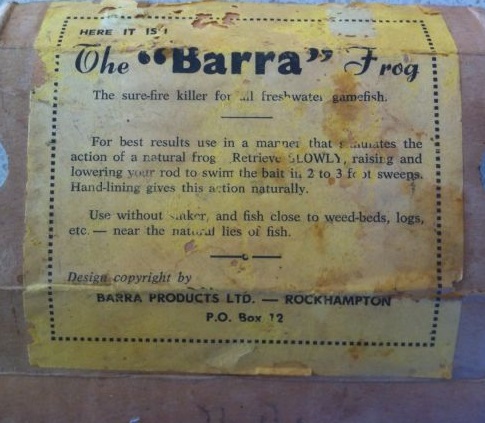 HERE IT IS!
The "Barra" Frog
The sure-fire killer for all freshwater gamefish.
For best results use in a manner that simulates the
action of a natural frog. Retrieve SLOWLY, raising and
lowering your rod to swim the bait in 2 to 3 foot sweeps.
Hand-lining gives this action naturally.
Use without sinker, and fish close to weed-beds, logs,
etc. — near the natural lies of fish.
Design copyright by
BARRA PRODUCTS LTD. — ROCKHAMPTON
P.O. Box 12